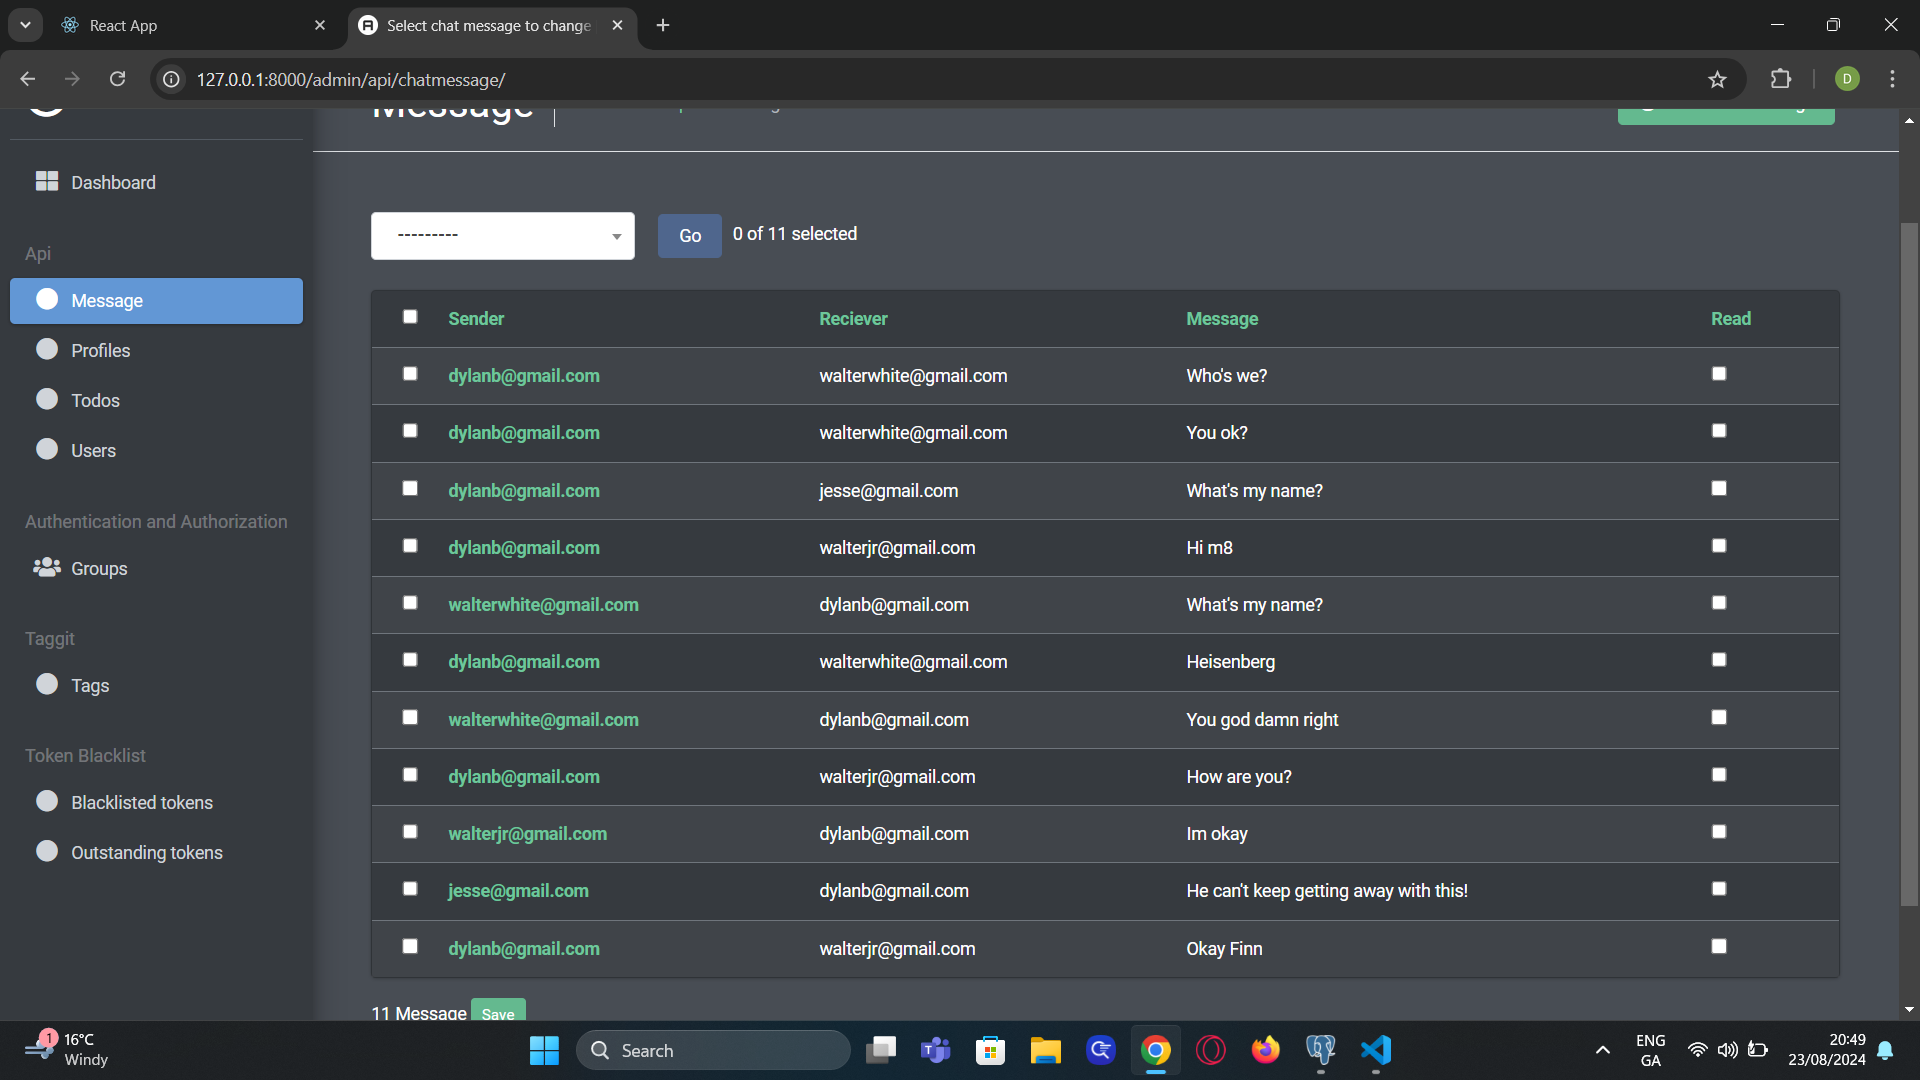 React App
Select chat message to change
127.0.0.1:8000/admin/api/chatmessage/
D
Message
Dashboard
Api
Message
Profiles
Todos
Users
Authentication and Authorization
Groups
Taggit
Tags
Token Blacklist
Blacklisted tokens
Outstanding tokens
--------- Go 0 of 11 selected
Sender Reciever Message Read
dylanb@gmail.com walterwhite@gmail.com Who's we?
dylanb@gmail.com walterwhite@gmail.com You ok?
dylanb@gmail.com jesse@gmail.com What's my name?
dylanb@gmail.com walterjr@gmail.com Hi m8
walterwhite@gmail.com dylanb@gmail.com What's my name?
dylanb@gmail.com walterwhite@gmail.com Heisenberg
walterwhite@gmail.com dylanb@gmail.com You god damn right
dylanb@gmail.com walterjr@gmail.com How are you?
walterjr@gmail.com dylanb@gmail.com Im okay
jesse@gmail.com dylanb@gmail.com He can't keep getting away with this!
dylanb@gmail.com walterjr@gmail.com Okay Finn
11 Message Save
1
16°C
Windy
Search
ENG
GA
20:49
23/08/2024